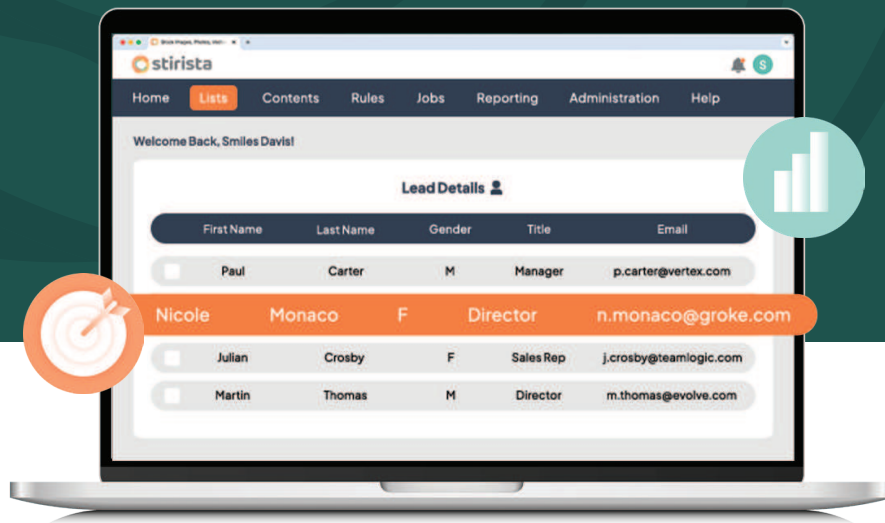 stirista
S
Home Lists Contents Rules Jobs Reporting Administration Help
Welcome Back, Smiles Davis!
Lead Details
First Name Last Name Gender Title Email
Paul Carter M Manager p.carter@vertex.com
Nicole Monaco F Director n.monaco@groke.com
Julian Crosby F Sales Rep j.crosby@teamlogic.com
Martin Thomas M Director m.thomas@evolve.com